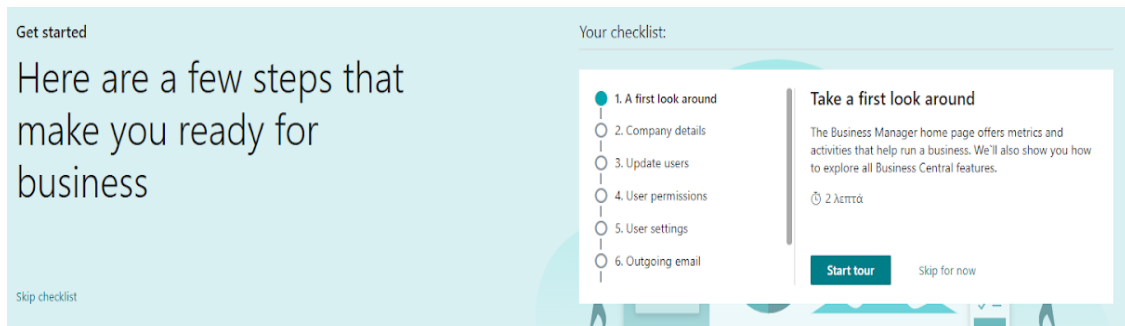 Get started
Here are a few steps that
make you ready for
business
Skip checklist
Your checklist:
1. A first look around
2. Company details
3. Update users
4. User permissions
5. User settings
6. Outgoing email
Take a first look around
The Business Manager home page offers metrics and
activities that help run a business. We`ll also show you how
to explore all Business Central features.
2 λεπτά
Start tour
Skip for now